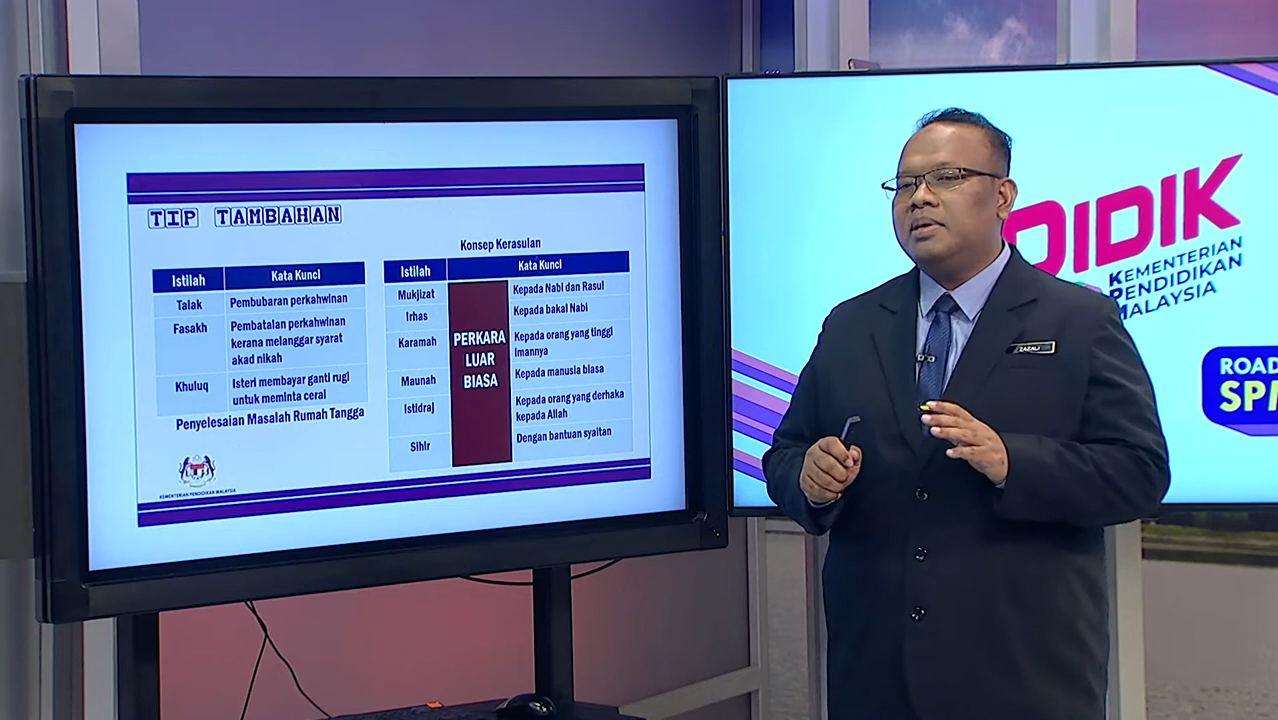 TIP TAMBAHAN
Istilah Kata Kunci
Talak Pembubaran perkahwinan
Fasakh Pembatalan perkahwinan
kerana melanggar syarat
akad nikah
Khuluq Isteri membayar ganti rugi
untuk meminta cerai
Penyelesaian Masalah Rumah Tangga
KEMENTERIAN PENDIDIKAN MALAYSIA
Konsep Kerasulan
Istilah Kata Kunci
Mukjizat Kepada Nabi dan Rasul
Irhas Kepada bakal Nabi
Karamah Kepada orang yang tinggi
imannya
Maunah Kepada manusia biasa
Istidraj Kepada orang yang derhaka
kepada Allah
Sihir Dengan bantuan syaitan
PERKARA
LUAR
BIASA
DIDIK
KEMENTERIAN
PENDIDIKAN
MALAYSIA
ROAD
SPM
ZAZALI